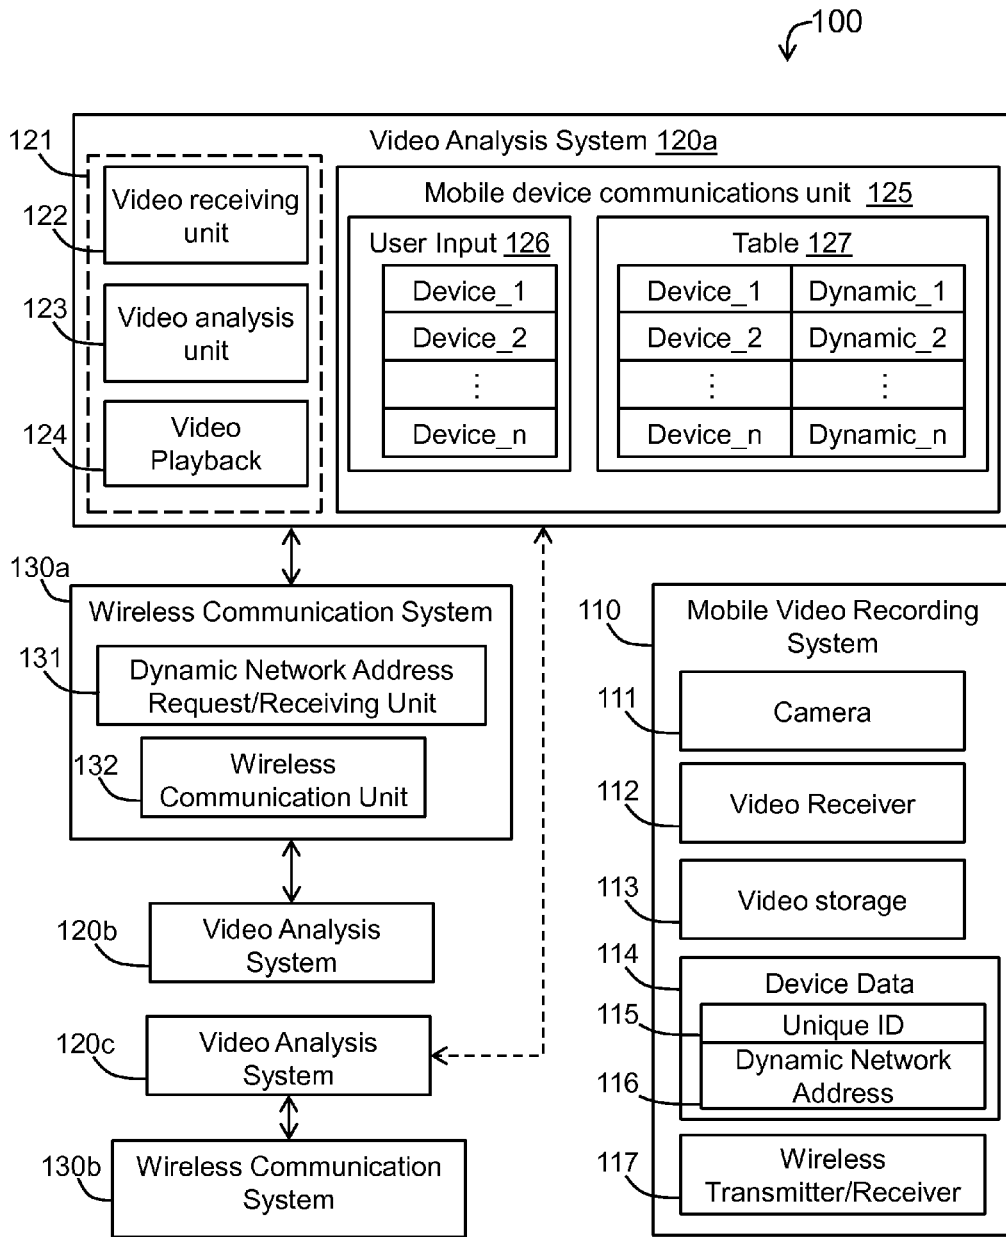 100
Video Analysis System 120a
121
Video receiving
unit
122
123
Video analysis
unit
124
Video
Playback
Mobile device communications unit 125
User Input 126
Device_1
Device_2
⋮
Device_n
Table 127
Device_1 Dynamic_1
Device_2 Dynamic_2
⋮ ⋮
Device_n Dynamic_n
130a
Wireless Communication System
131
Dynamic Network Address
Request/Receiving Unit
132
Wireless
Communication Unit
120b
Video Analysis
System
120c
Video Analysis
System
130b
Wireless Communication
System
110
Mobile Video Recording
System
111
Camera
112
Video Receiver
113
Video storage
114
Device Data
115
Unique ID
116
Dynamic Network
Address
117
Wireless
Transmitter/Receiver